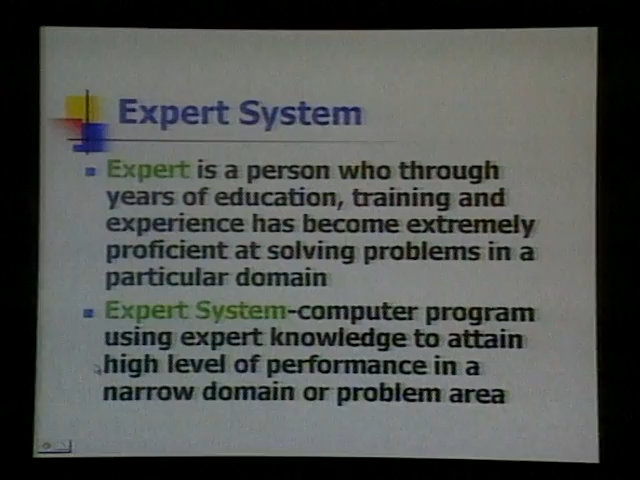 Expert System
Expert is a person who through
years of education, training and
experience has become extremely
proficient at solving problems in a
particular domain
Expert System-computer program
using expert knowledge to attain
high level of performance in a
narrow domain or problem area